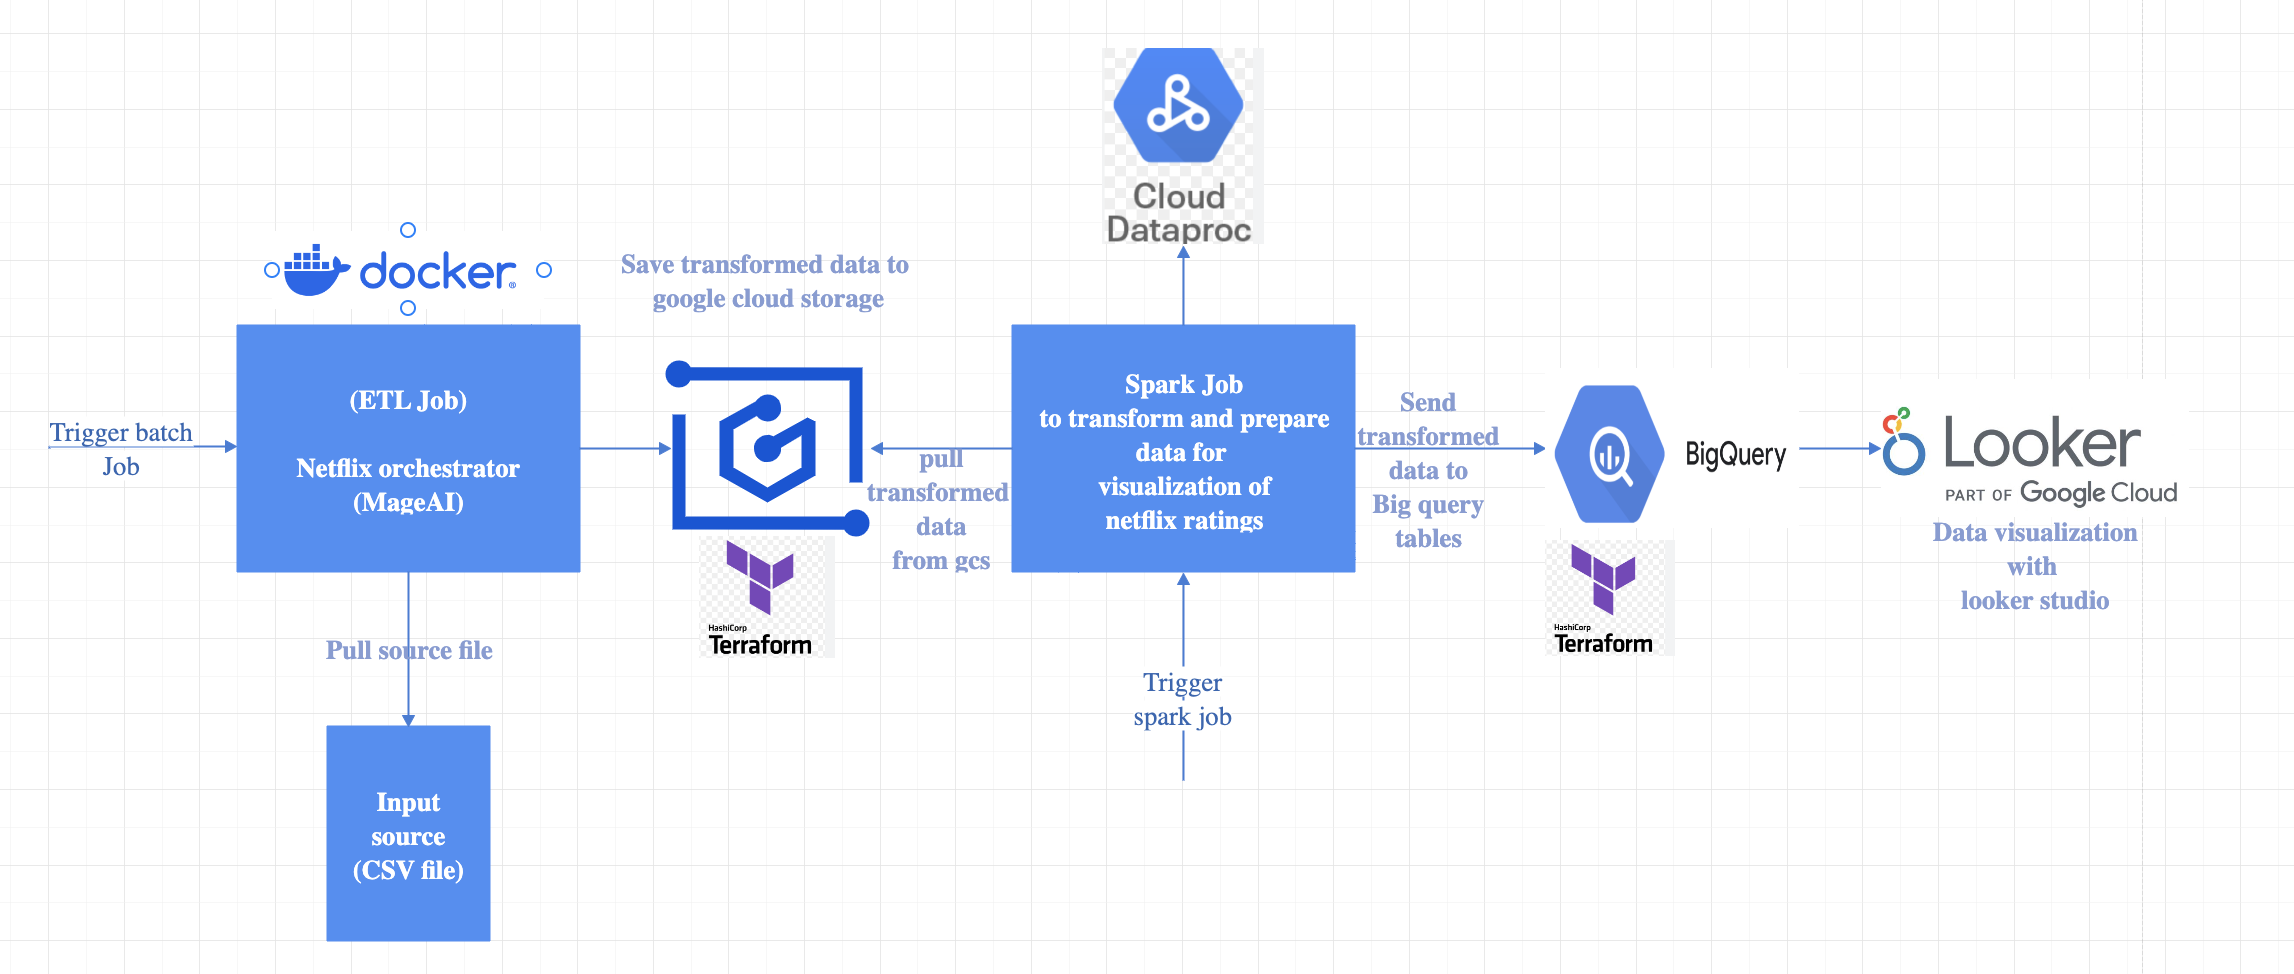 Cloud
Dataproc
docker®
Save transformed data to
google cloud storage
Trigger batch
Job
(ETL Job)
Netflix orchestrator
(MageAI)
pull
transformed
data
from gcs
HashiCorp
Terraform
Spark Job
to transform and prepare
data for
visualization of
netflix ratings
Send
transformed
data to
Big query
tables
BigQuery
HashiCorp
Terraform
Looker
PART OF Google Cloud
Data visualization
with
looker studio
Pull source file
Trigger
spark job
Input
source
(CSV file)